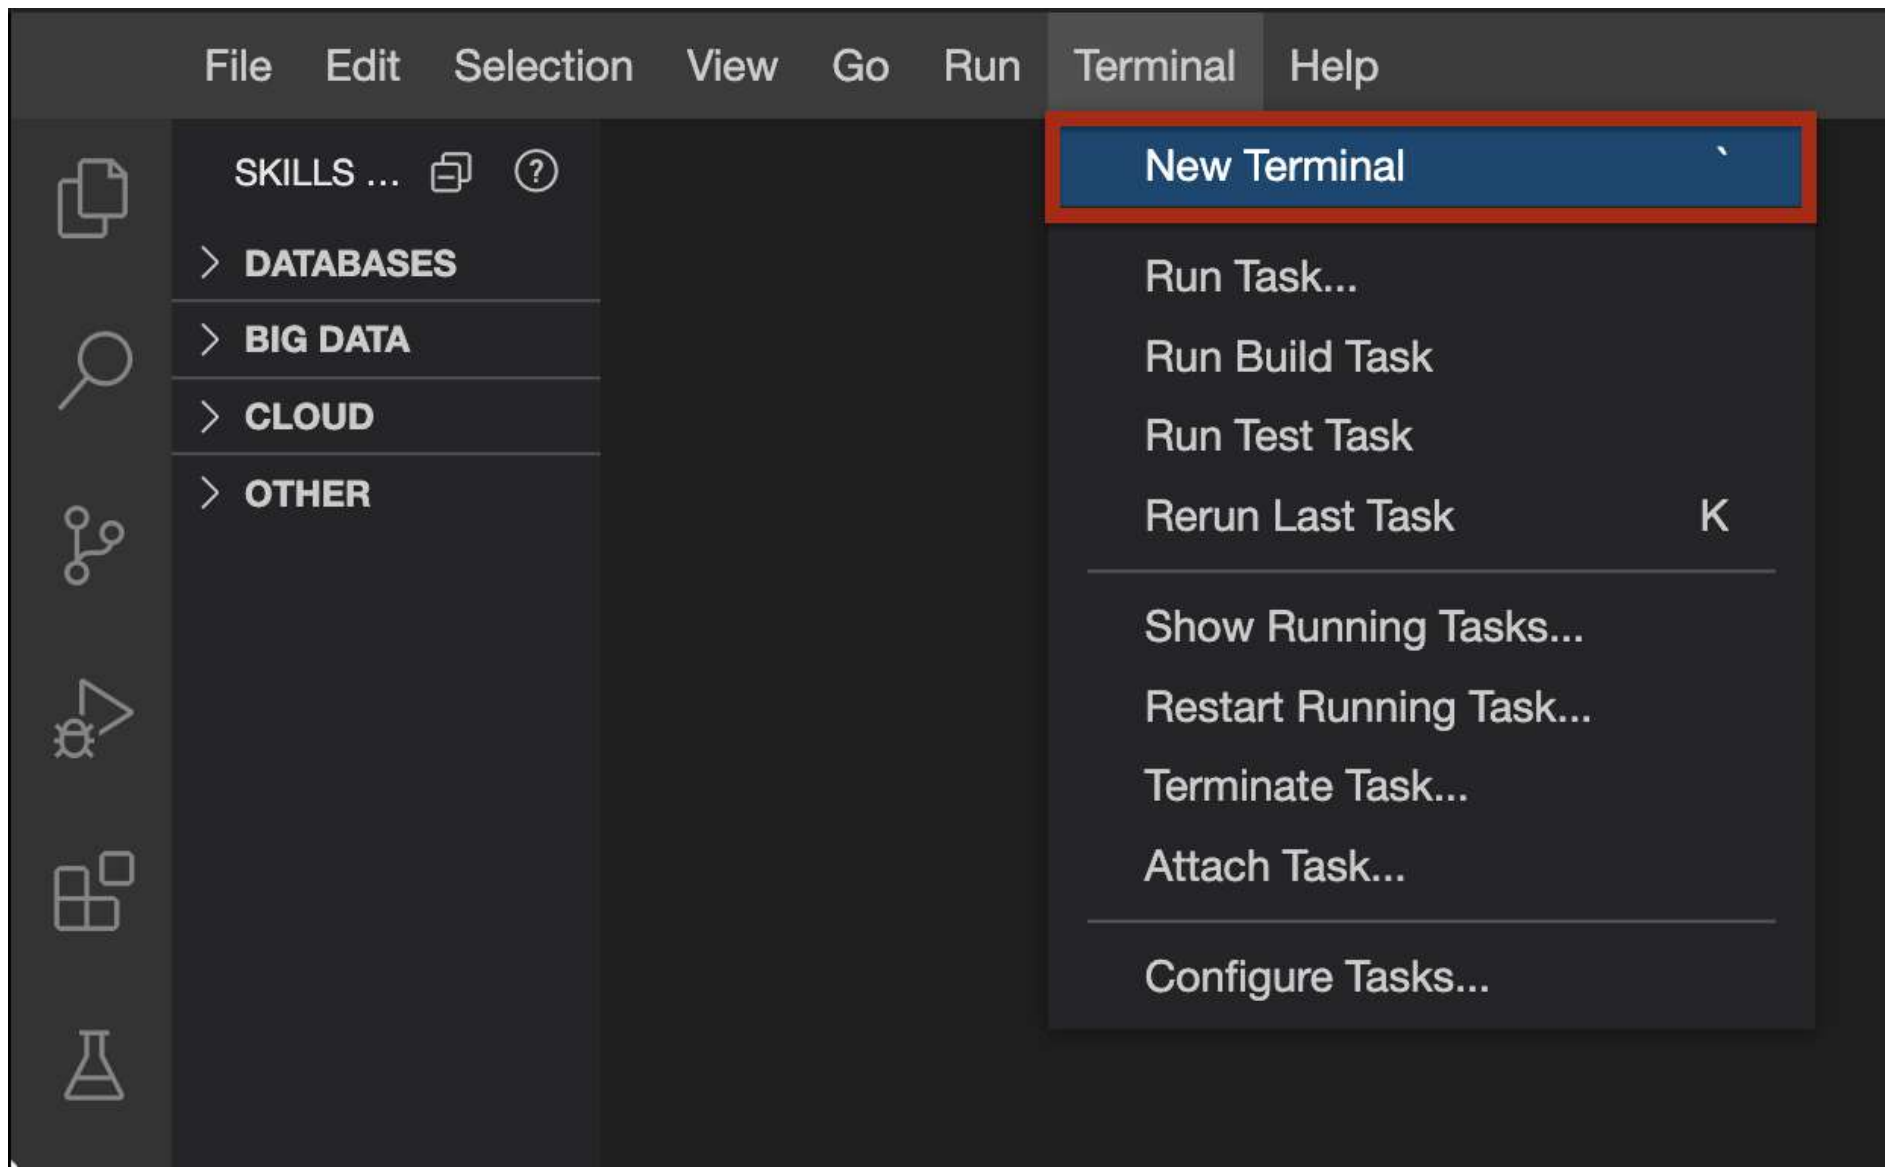 File Edit Selection View Go Run Terminal Help
SKILLS ... ?
DATABASES
BIG DATA
CLOUD
OTHER
New Terminal `
Run Task...
Run Build Task
Run Test Task
Rerun Last Task K
Show Running Tasks...
Restart Running Task...
Terminate Task...
Attach Task...
Configure Tasks...